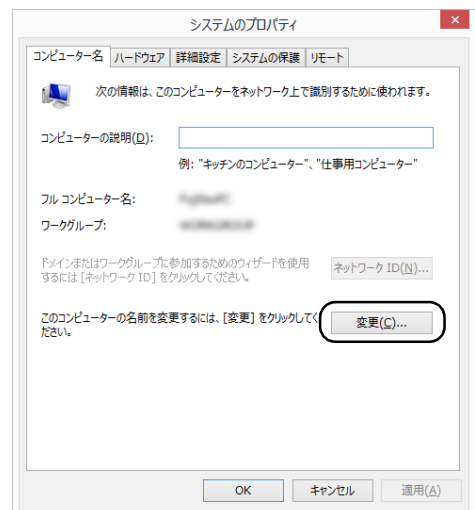 システムのプロパティ
コンピューター名 ハードウェア 詳細設定 システムの保護 リモート
次の情報は、このコンピューターをネットワーク上で識別するために使われます。
コンピューターの説明(D):
例: "キッチンのコンピューター"、"仕事用コンピューター"
フル コンピューター名:
ワークグループ:
ドメインまたはワークグループに参加するためのウィザードを使用
するには [ネットワーク ID] をクリックしてください。
ネットワーク ID(N)...
このコンピューターの名前を変更するには、[変更] をクリックしてく
ださい。
変更(C)...
OK キャンセル 適用(A)